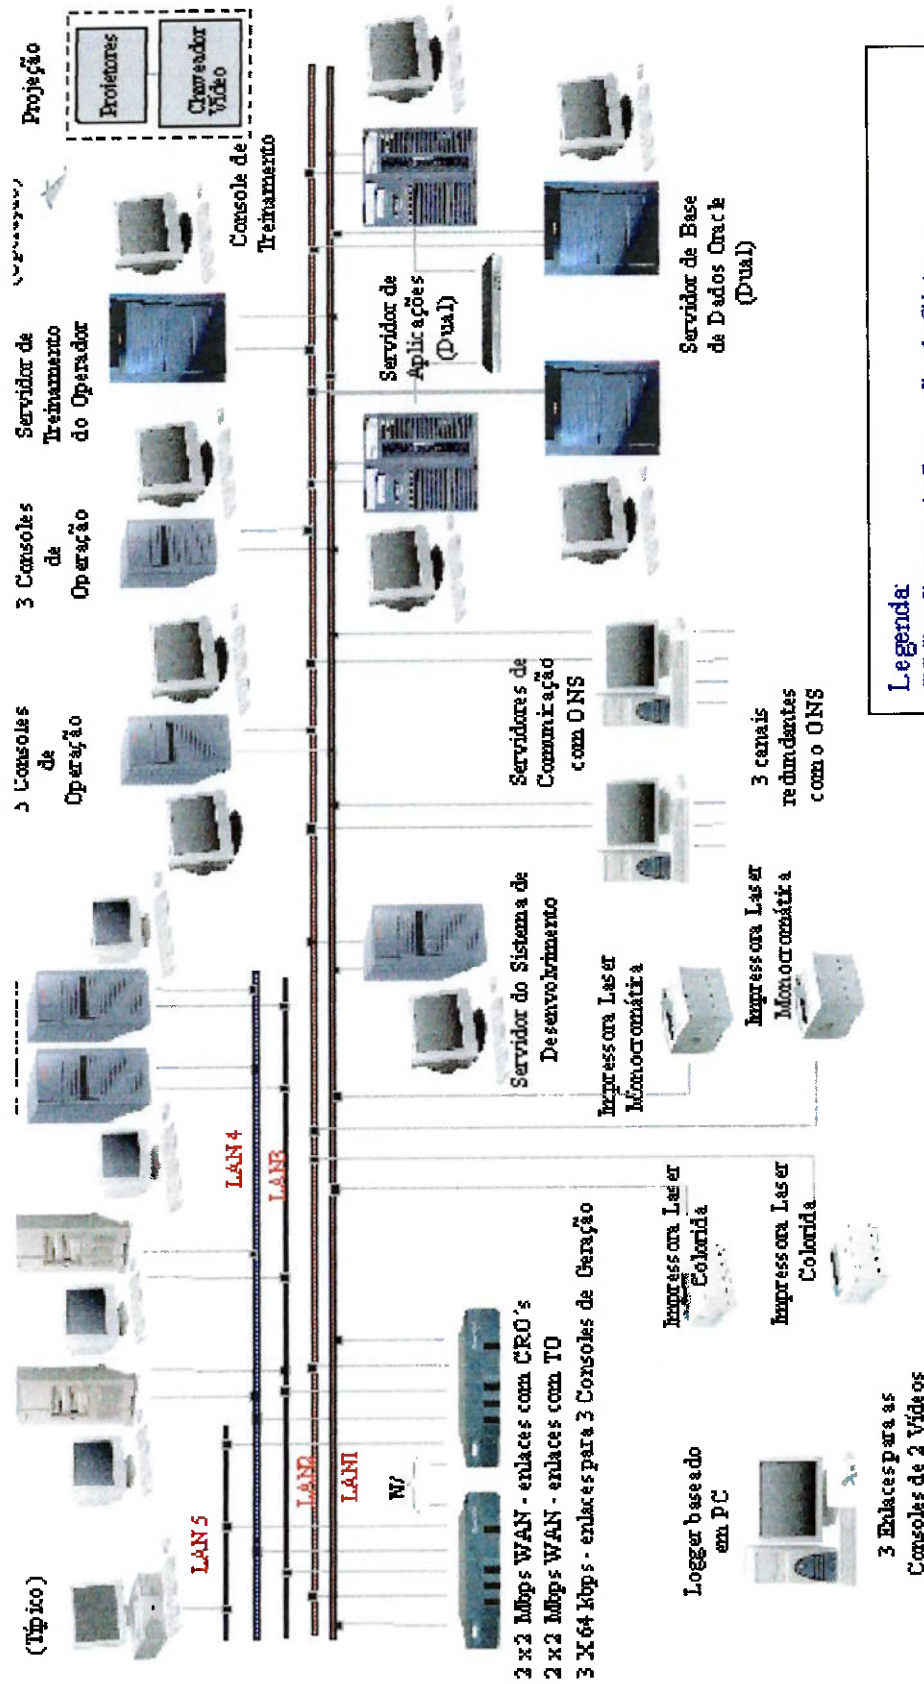 (Típico)
LAN 5
LAN 4
LAN3
LAN2
LAN1
3 Consoles
de
Operação
Servidor de
Treinamento
do Operador
Console de
Treinamento
Projeção
Projetores
Chaveador
Vídeo
Consoles
de
Operação
N/
2 x 2 Mbps WAN - enlaces com CRO's
2 x 2 Mbps WAN - enlaces com TO
3 X 64 kbps - enlaces para 3 Consoles de Geração
Servidor do Sistema de
Desenvolvimento
Servidores de
Comunicação
com ONS
Servidor de
Aplicações
(Dual)
Servidor de Base
de Dados Oracle
(Dual)
3 canais
redundantes
com o ONS
Impressora Laser
Monocromática
Impressora Laser
Monocromática
Impressora Laser
Colorida
Impressora Laser
Colorida
Logger baseado
em PC
3 Enlaces para as
Consoles de 2 Vídeos
Legenda